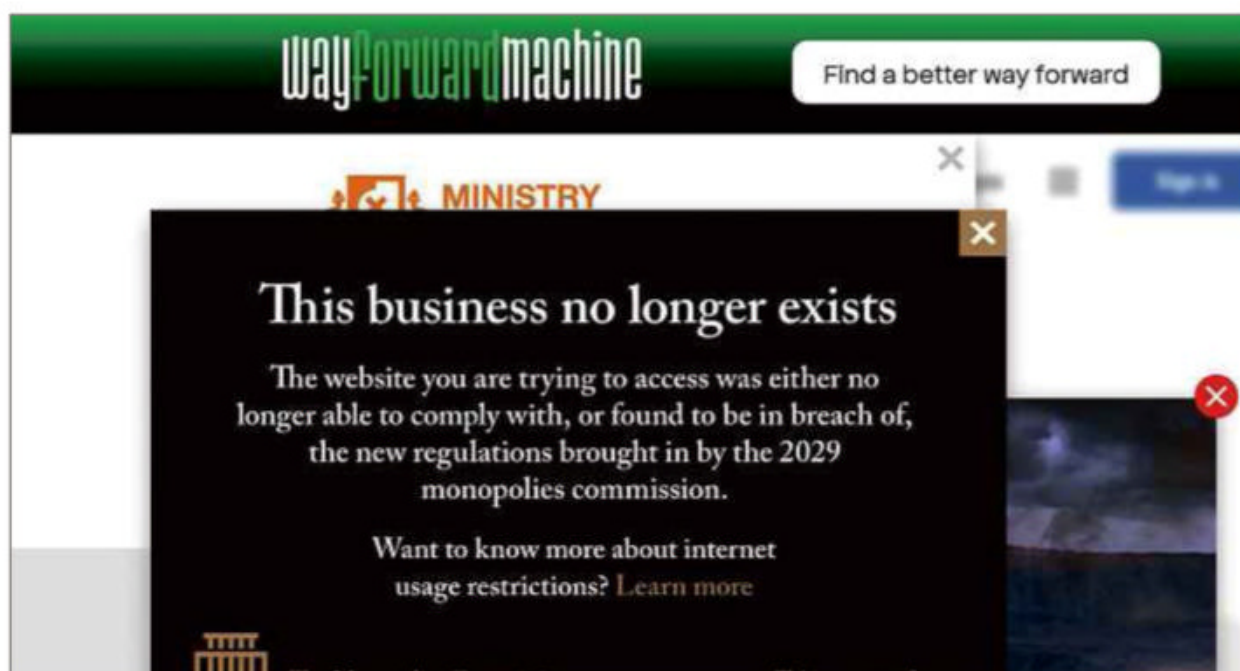 wayforwardmachine
Find a better way forward
Sign in
MINISTRY
This business no longer exists
The website you are trying to access was either no
longer able to comply with, or found to be in breach of,
the new regulations brought in by the 2029
monopolies commission.
Want to know more about internet
usage restrictions? Learn more